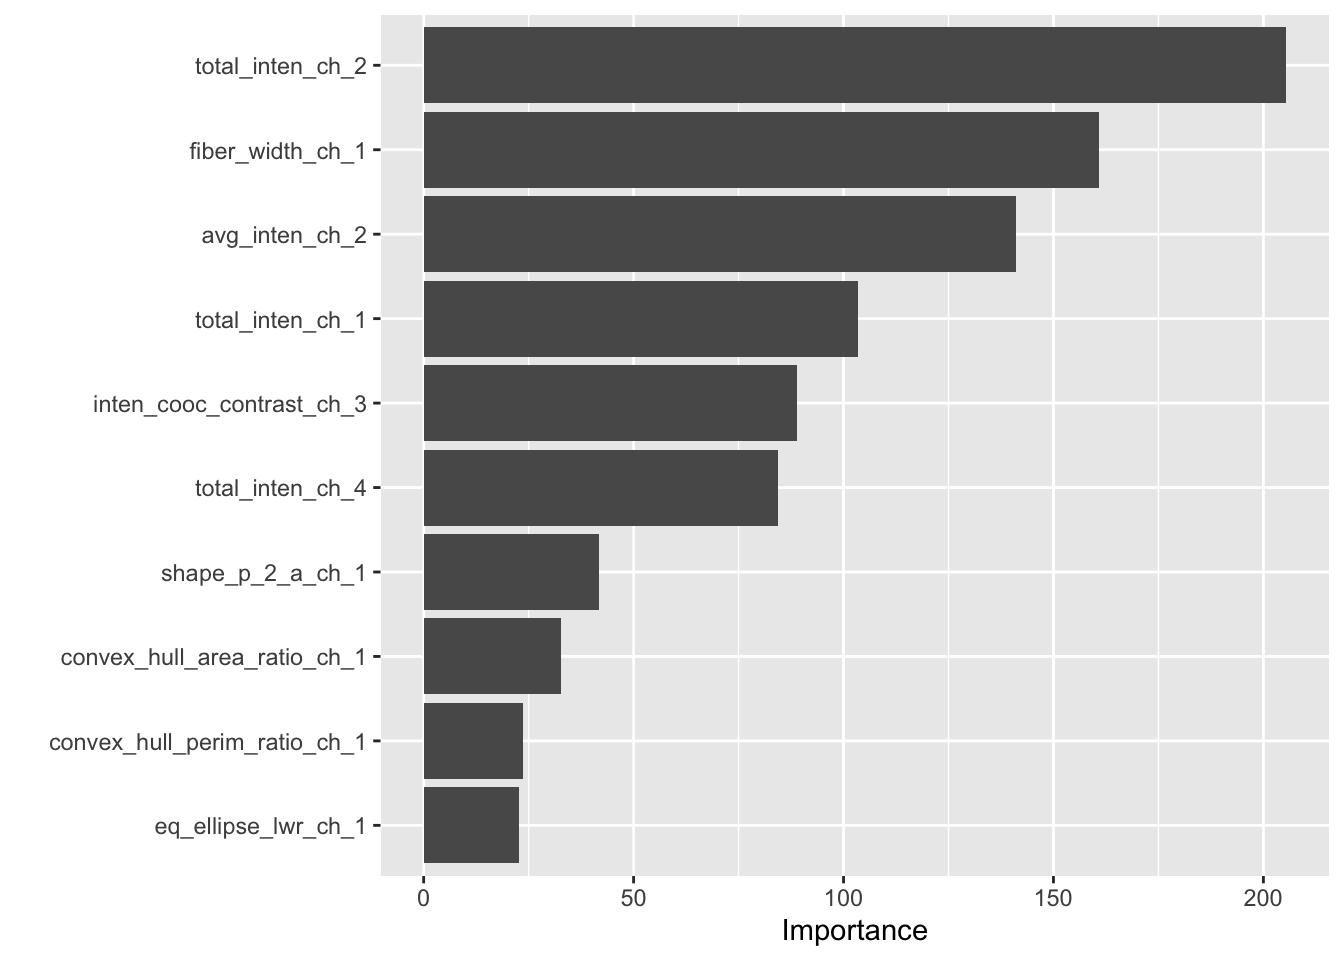 total_inten_ch_2
fiber_width_ch_1
avg_inten_ch_2
total_inten_ch_1
inten_cooc_contrast_ch_3
total_inten_ch_4
shape_p_2_a_ch_1
convex_hull_area_ratio_ch_1
convex_hull_perim_ratio_ch_1
eq_ellipse_lwr_ch_1
0 50 100 150 200
Importance